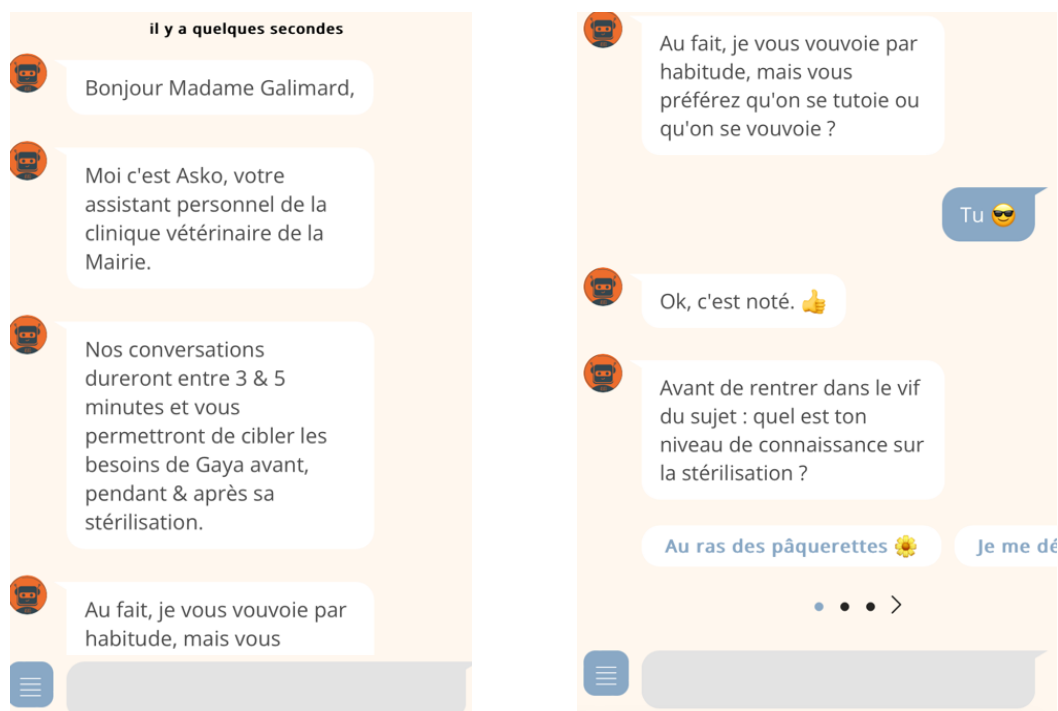 il y a quelques secondes
Bonjour Madame Galimard,
Moi c'est Asko, votre
assistant personnel de la
clinique vétérinaire de la
Mairie.
Nos conversations
dureront entre 3 & 5
minutes et vous
permettront de cibler les
besoins de Gaya avant,
pendant & après sa
stérilisation.
Au fait, je vous vouvoie par
habitude, mais vous
Au fait, je vous vouvoie par
habitude, mais vous
préférez qu'on se tutoie ou
qu'on se vouvoie ?
Tu 😎
Ok, c'est noté. 👍
Avant de rentrer dans le vif
du sujet : quel est ton
niveau de connaissance sur
la stérilisation ?
Au ras des pâquerettes 🌼
Je me dé